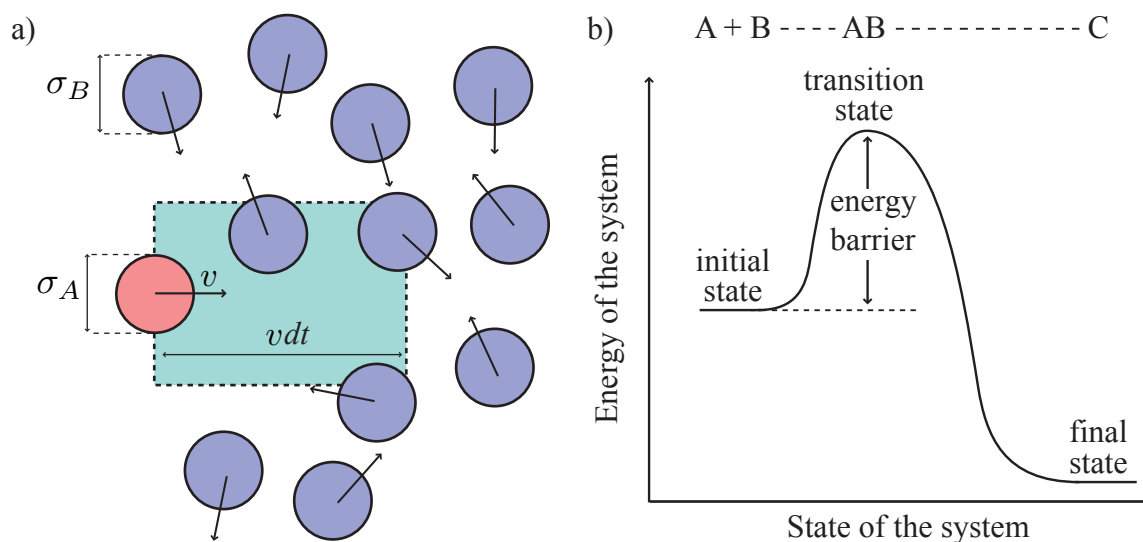 a)
σ_B
σ_A
v
vdt
b)
A + B ---- AB --------- C
transition
state
energy
barrier
initial
state
final
state
Energy of the system
State of the system